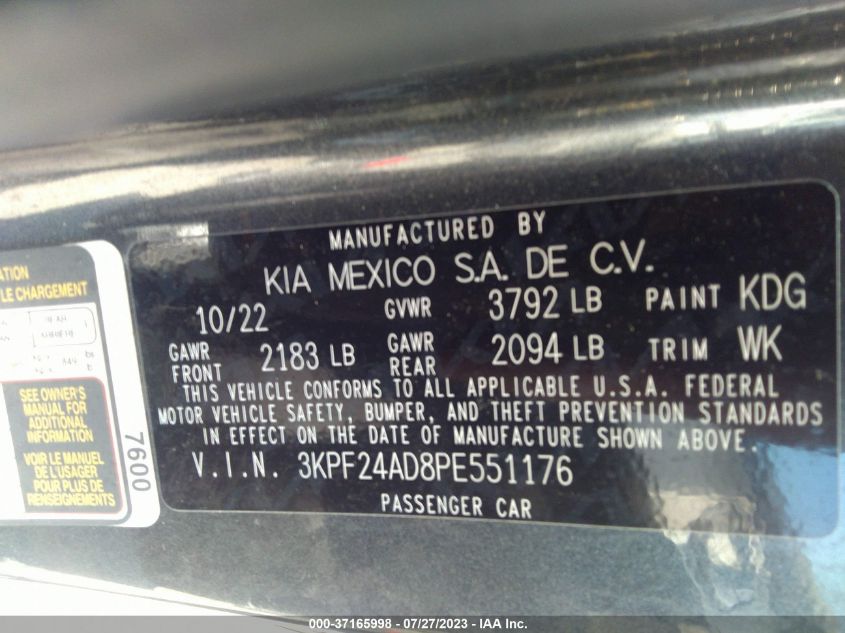 MANUFACTURED BY
KIA MEXICO S.A. DE C.V.
10/22 GVWR 3792 LB PAINT KDG
GAWR FRONT 2183 LB GAWR REAR 2094 LB TRIM WK
THIS VEHICLE CONFORMS TO ALL APPLICABLE U.S.A. FEDERAL
MOTOR VEHICLE SAFETY, BUMPER, AND THEFT PREVENTION STANDARDS
IN EFFECT ON THE DATE OF MANUFACTURE SHOWN ABOVE.
V.I.N. 3KPF24AD8PE551176
PASSENGER CAR
LE CHARGEMENT
SEE OWNER'S
MANUAL FOR
ADDITIONAL
INFORMATION
VOIR LE MANUEL
DE L'USAGER
POUR PLUS DE
RENSEIGNEMENTS
7600
000-37165998 - 07/27/2023 - IAA Inc.